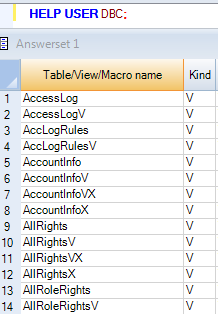 HELP USER DBC;
Answerset 1
Table/View/Macro name Kind
1 AccessLog V
2 AccessLogV V
3 AccLogRules V
4 AccLogRulesV V
5 AccountInfo V
6 AccountInfoV V
7 AccountInfoVX V
8 AccountInfoX V
9 AllRights V
10 AllRightsV V
11 AllRightsVX V
12 AllRightsX V
13 AllRoleRights V
14 AllRoleRightsV V